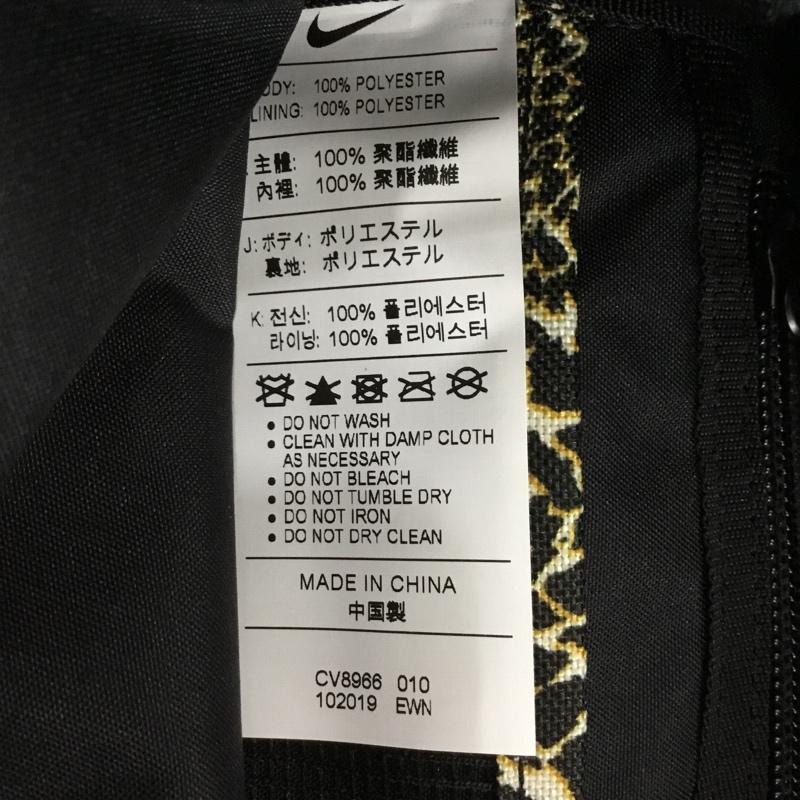 ODY: 100% POLYESTER
LINING: 100% POLYESTER
主體: 100% 聚酯纖維
內裡: 100% 聚酯纖維
J: ボディ: ポリエステル
裏地: ポリエステル
K: 전신: 100% 폴리에스터
라이닝: 100% 폴리에스터
• DO NOT WASH
• CLEAN WITH DAMP CLOTH
AS NECESSARY
• DO NOT BLEACH
• DO NOT TUMBLE DRY
• DO NOT IRON
• DO NOT DRY CLEAN
MADE IN CHINA
中国製
CV8966 010
102019 EWN